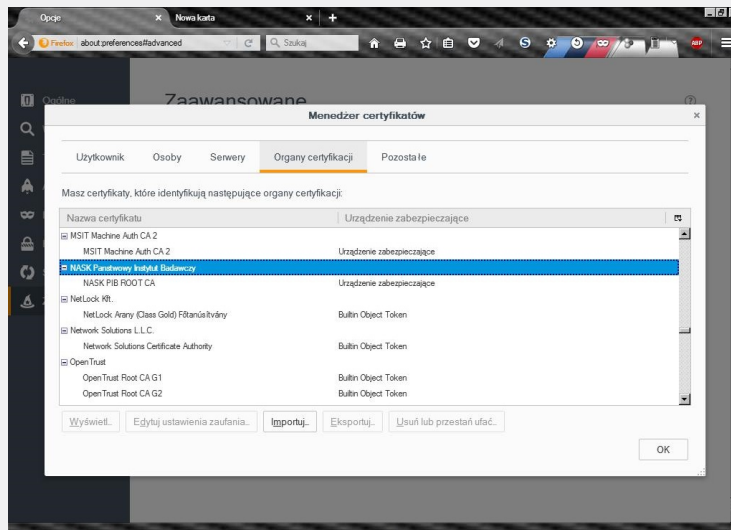 Opcje
Nowa karta
Firefox about:preferences#advanced
Szukaj
ABP
Ogólne
Zaawansowane
Menedżer certyfikatów
Użytkownik Osoby Serwery Organy certyfikacji Pozostałe
Masz certyfikaty, które identyfikują następujące organy certyfikacji:
Nazwa certyfikatu Urządzenie zabezpieczające
MSIT Machine Auth CA 2
MSIT Machine Auth CA 2 Urządzenie zabezpieczające
NASK Panstwowy Instytut Badawczy
NASK PIB ROOT CA Urządzenie zabezpieczające
NetLock Kft.
NetLock Arany (Class Gold) Főtanúsítvány Builtin Object Token
Network Solutions L.L.C.
Network Solutions Certificate Authority Builtin Object Token
OpenTrust
OpenTrust Root CA G1 Builtin Object Token
OpenTrust Root CA G2 Builtin Object Token
Wyświetl... Edytuj ustawienia zaufania... Importuj... Eksportuj... Usuń lub przestań ufać...
OK